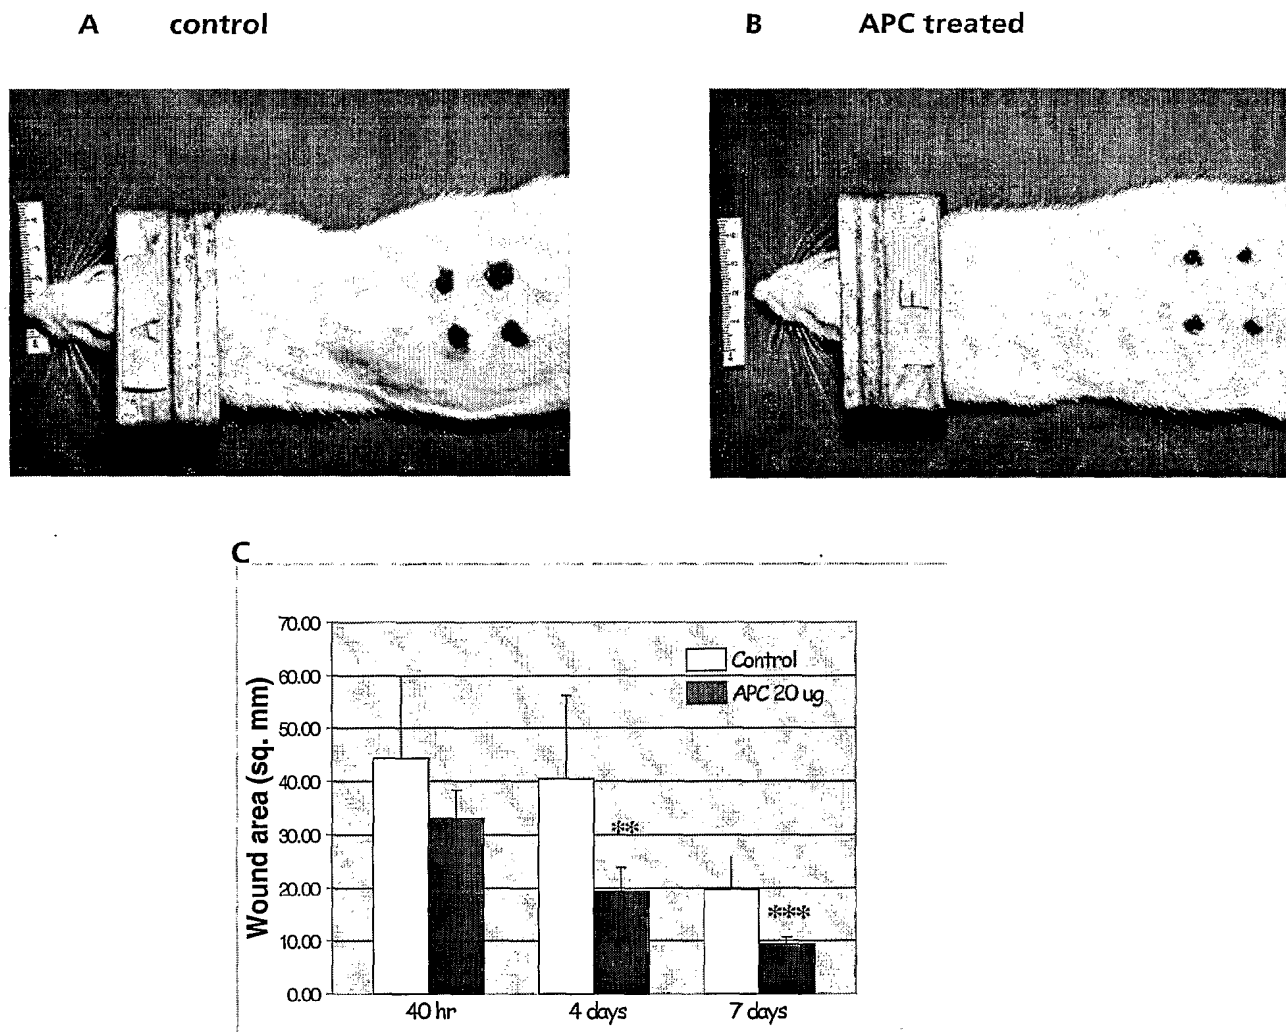 A control
B APC treated
A
F
C
70.00
60.00
50.00
40.00
30.00
20.00
10.00
0.00
Wound area (sq. mm)
Control
APC 20 ug
**
***
40 hr
4 days
7 days